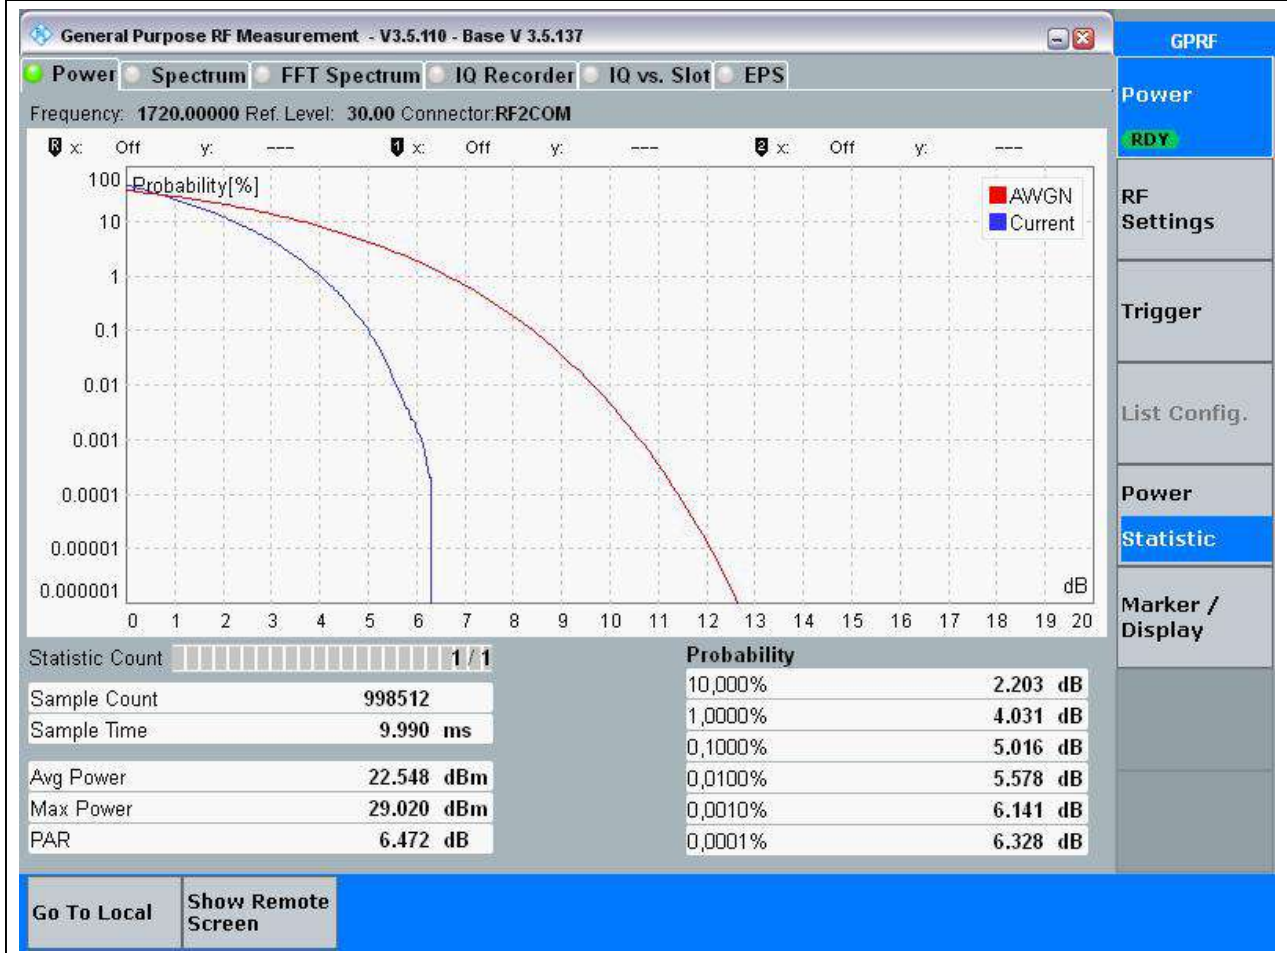 General Purpose RF Measurement - V3.5.110 - Base V 3.5.137
GPRF
Power Spectrum FFT Spectrum IQ Recorder IQ vs. Slot EPS
Frequency: 1720.00000 Ref. Level: 30.00 Connector:RF2COM
R x: Off y: --- 1 x: Off y: --- 2 x: Off y: ---
Probability[%]
100
10
1
0.1
0.01
0.001
0.0001
0.00001
0.000001
AWGN
Current
dB
0 1 2 3 4 5 6 7 8 9 10 11 12 13 14 15 16 17 18 19 20
Statistic Count 1 / 1
Sample Count 998512
Sample Time 9.990 ms
Avg Power 22.548 dBm
Max Power 29.020 dBm
PAR 6.472 dB
Probability
10,000% 2.203 dB
1,0000% 4.031 dB
0,1000% 5.016 dB
0,0100% 5.578 dB
0,0010% 6.141 dB
0,0001% 6.328 dB
Power
RDY
RF
Settings
Trigger
List Config.
Power
Statistic
Marker /
Display
Go To Local
Show Remote
Screen